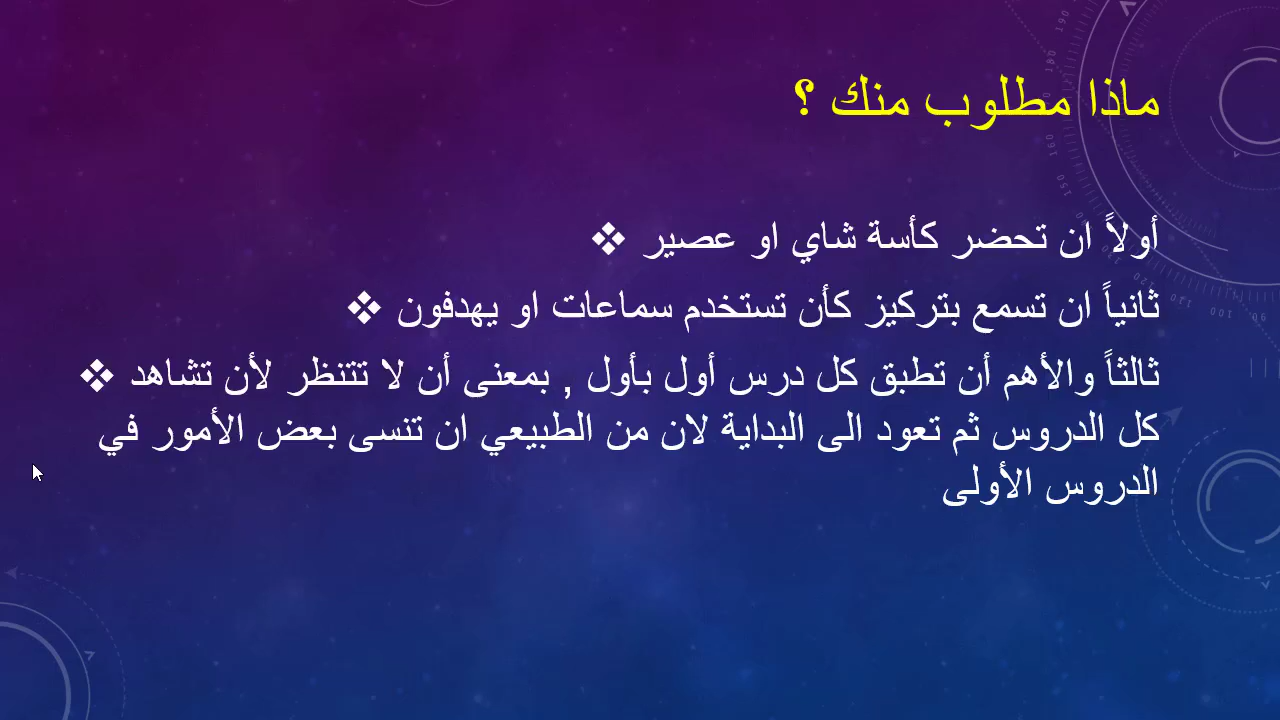 ماذا مطلوب منك ؟
أولاً ان تحضر كأسة شاي او عصير ❖
ثانياً ان تسمع بتركيز كأن تستخدم سماعات او يهدفون ❖
ثالثاً والأهم أن تطبق كل درس أول بأول , بمعنى أن لا تتنظر لأن تشاهد ❖
كل الدروس ثم تعود الى البداية لان من الطبيعي ان تنسى بعض الأمور في
الدروس الأولى